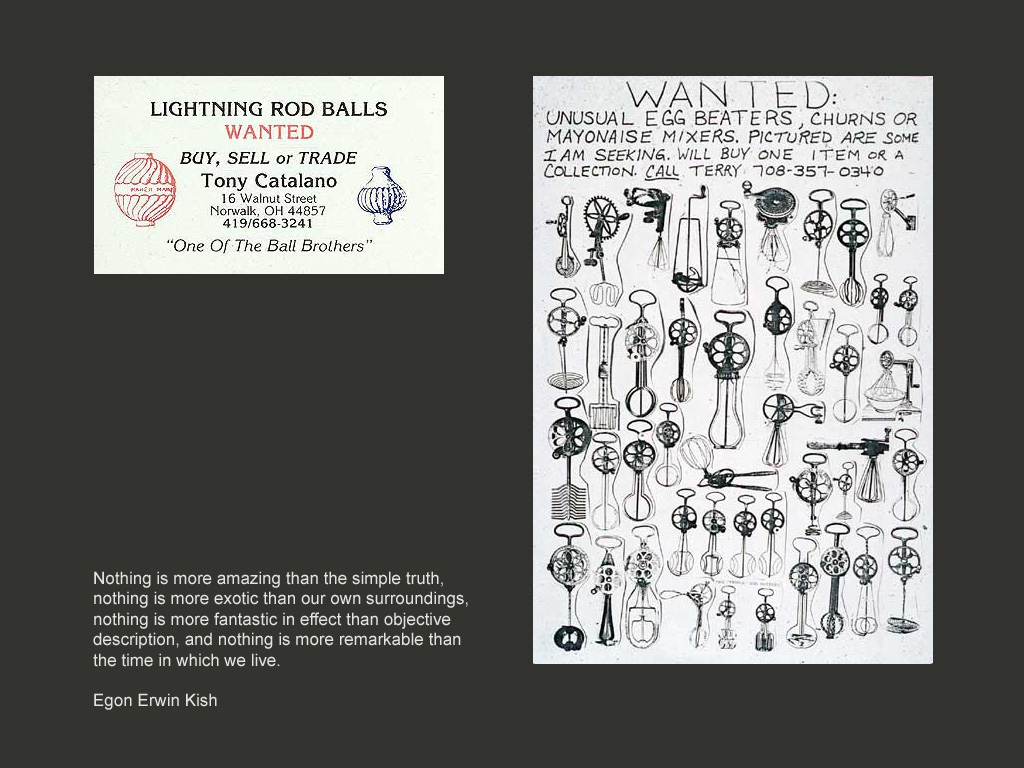 LIGHTNING ROD BALLS
WANTED
BUY, SELL or TRADE
Tony Catalano
16 Walnut Street
Norwalk, OH 44857
419/668-3241
"One Of The Ball Brothers"
WANTED:
UNUSUAL EGG BEATERS, CHURNS OR
MAYONAISE MIXERS. PICTURED ARE SOME
I AM SEEKING. WILL BUY ONE ITEM OR A
COLLECTION. CALL TERRY 708-357-0340
Nothing is more amazing than the simple truth,
nothing is more exotic than our own surroundings,
nothing is more fantastic in effect than objective
description, and nothing is more remarkable than
the time in which we live.
Egon Erwin Kish